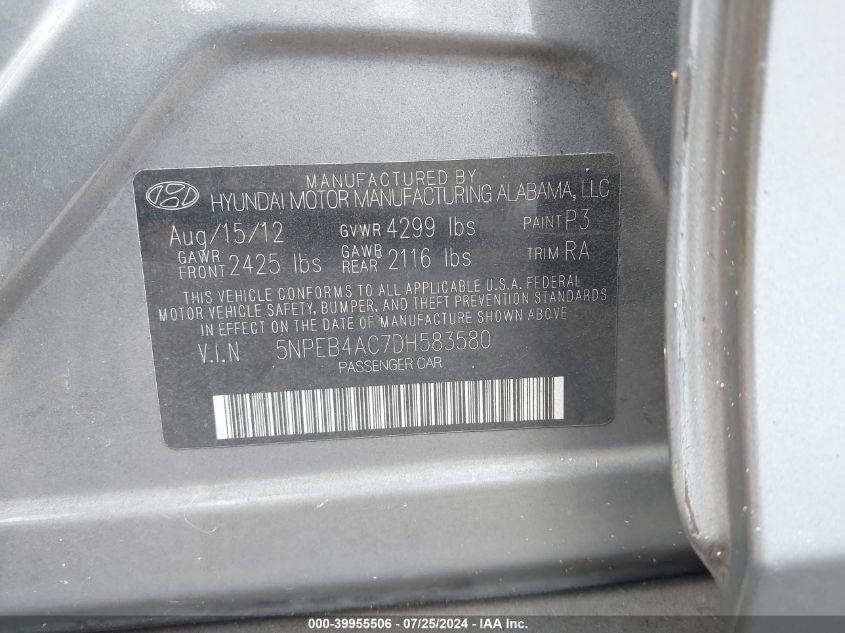 MANUFACTURED BY
HYUNDAI MOTOR MANUFACTURING ALABAMA, LLC
Aug/15/12 GVWR 4299 lbs PAINT P3
GAWR FRONT 2425 lbs GAWR REAR 2116 lbs TRIM RA
THIS VEHICLE CONFORMS TO ALL APPLICABLE U.S.A. FEDERAL
MOTOR VEHICLE SAFETY, BUMPER, AND THEFT PREVENTION STANDARDS
IN EFFECT ON THE DATE OF MANUFACTURE SHOWN ABOVE
V.I.N 5NPEB4AC7DH583580
PASSENGER CAR
000-39955506 - 07/25/2024 - IAA Inc.